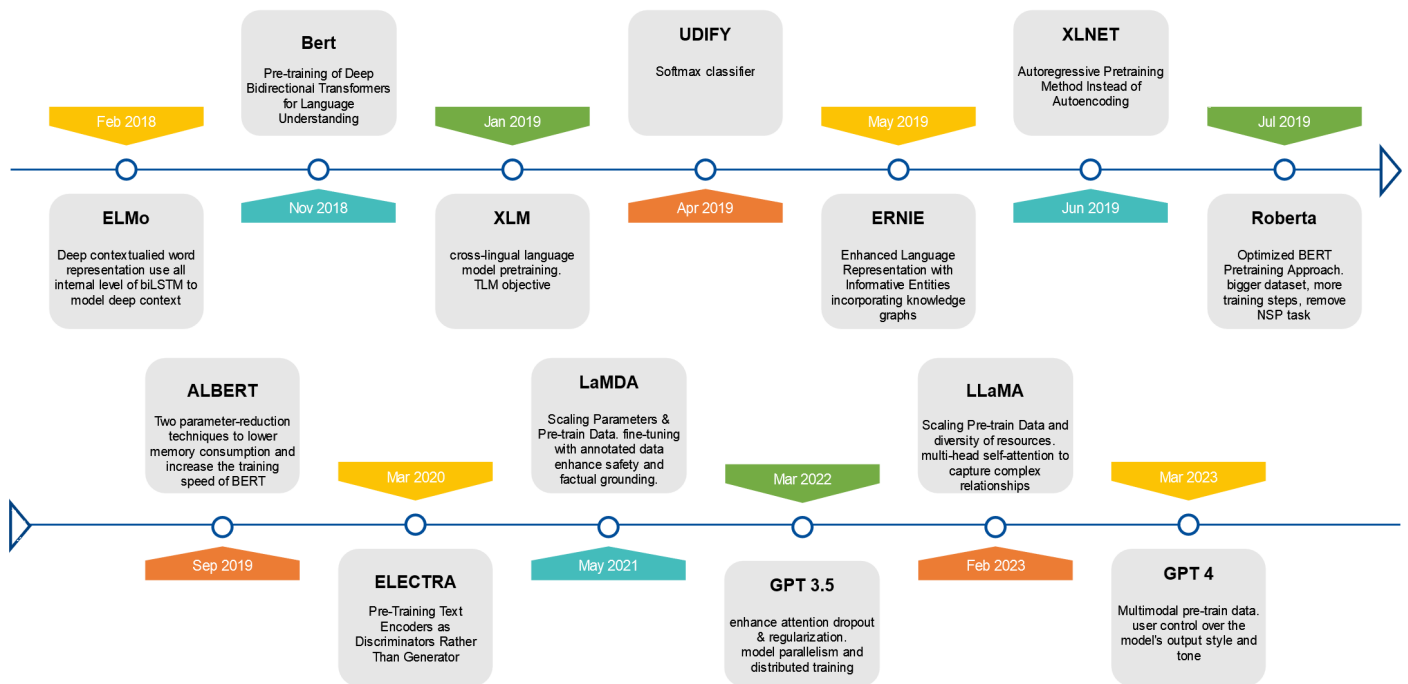 Bert
Pre-training of Deep
Bidirectional Transformers
for Language
Understanding
UDIFY
Softmax classifier
XLNET
Autoregressive Pretraining
Method Instead of
Autoencoding
Feb 2018
Jan 2019
May 2019
Jul 2019
Nov 2018
Apr 2019
Jun 2019
ELMo
Deep contextualied word
representation use all
internal level of biLSTM to
model deep context
XLM
cross-lingual language
model pretraining.
TLM objective
ERNIE
Enhanced Language
Representation with
Informative Entities
incorporating knowledge
graphs
Roberta
Optimized BERT
Pretraining Approach.
bigger dataset, more
training steps, remove
NSP task
ALBERT
Two parameter-reduction
techniques to lower
memory consumption and
increase the training
speed of BERT
LaMDA
Scaling Parameters &
Pre-train Data. fine-tuning
with annotated data
enhance safety and
factual grounding.
LLaMA
Scaling Pre-train Data and
diversity of resources.
multi-head self-attention to
capture complex
relationships
Mar 2020
Mar 2022
Mar 2023
Sep 2019
May 2021
Feb 2023
ELECTRA
Pre-Training Text
Encoders as
Discriminators Rather
Than Generator
GPT 3.5
enhance attention dropout
& regularization.
model parallelism and
distributed training
GPT 4
Multimodal pre-train data.
user control over the
model's output style and
tone